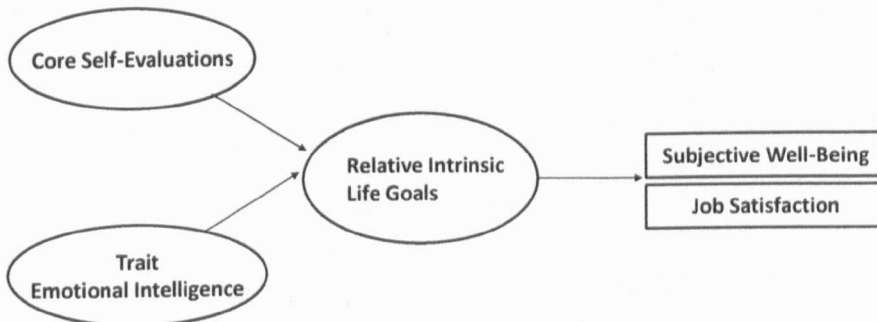 Core Self-Evaluations
Relative Intrinsic
Life Goals
Subjective Well-Being
Job Satisfaction
Trait
Emotional Intelligence